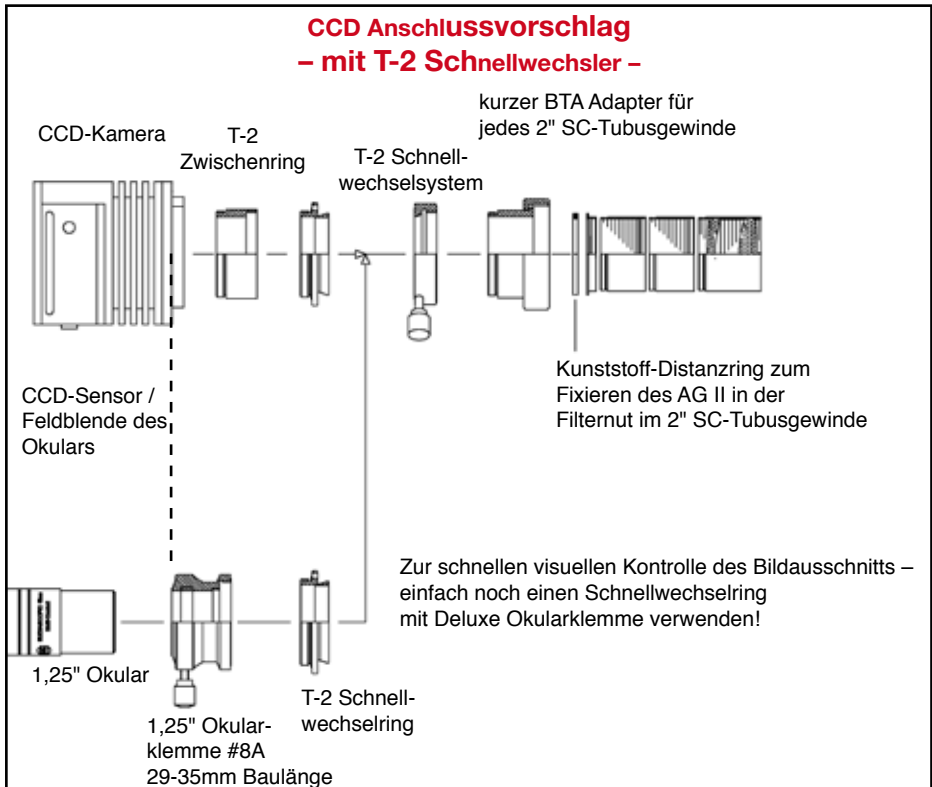 CCD Anschlussvorschlag
– mit T-2 Schnellwechsler –
kurzer BTA Adapter für
jedes 2" SC-Tubusgewinde
CCD-Kamera
T-2
Zwischenring
T-2 Schnell-
wechselsystem
Kunststoff-Distanzring zum
Fixieren des AG II in der
Filternut im 2" SC-Tubusgewinde
CCD-Sensor /
Feldblende des
Okulars
Zur schnellen visuellen Kontrolle des Bildausschnitts –
einfach noch einen Schnellwechselring
mit Deluxe Okularklemme verwenden!
1,25" Okular
T-2 Schnell-
wechselring
1,25" Okular-
klemme #8A
29-35mm Baulänge